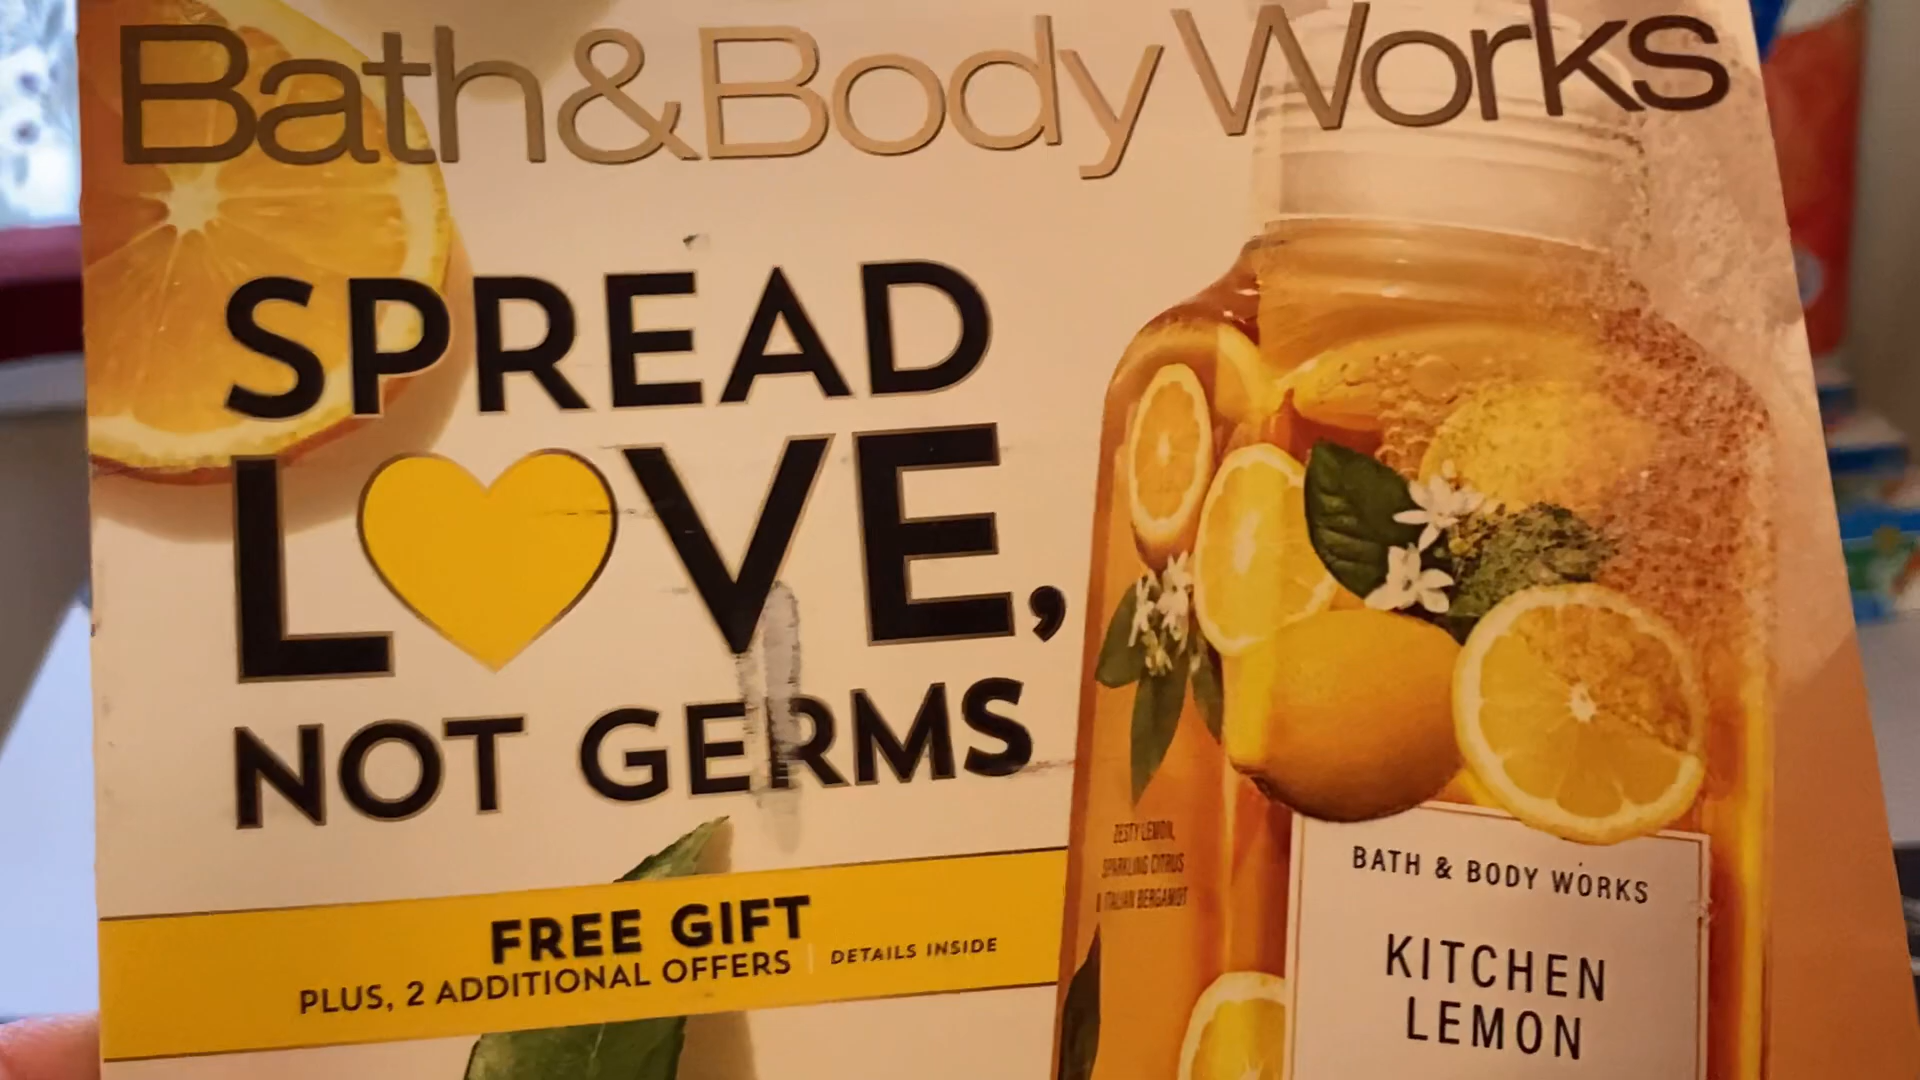 Bath & Body Works
SPREAD
LOVE,
NOT GERMS
FREE GIFT
PLUS, 2 ADDITIONAL OFFERS | DETAILS INSIDE
ZESTY LEMON,
SPARKLING CITRUS
& ITALIAN BERGAMOT
BATH & BODY WORKS
KITCHEN
LEMON